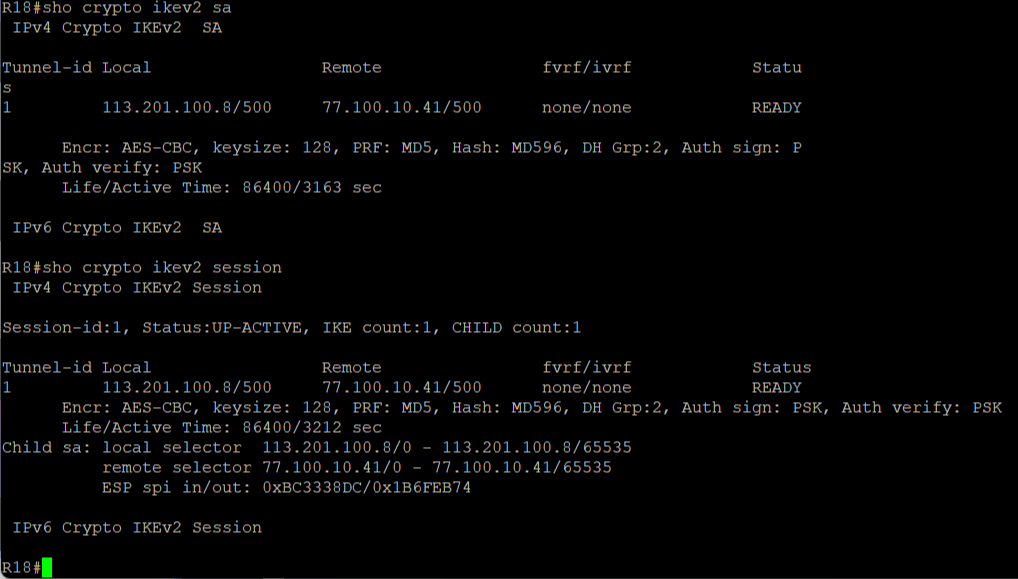 R18#sho crypto ikev2 sa
IPv4 Crypto IKEv2  SA
Tunnel-id Local                 Remote                fvrf/ivrf            Statu
s
1         113.201.100.8/500     77.100.10.41/500      none/none            READY
Encr: AES-CBC, keysize: 128, PRF: MD5, Hash: MD596, DH Grp:2, Auth sign: P
SK, Auth verify: PSK
Life/Active Time: 86400/3163 sec
IPv6 Crypto IKEv2  SA
R18#sho crypto ikev2 session
IPv4 Crypto IKEv2 Session
Session-id:1, Status:UP-ACTIVE, IKE count:1, CHILD count:1
Tunnel-id Local                 Remote                fvrf/ivrf            Status
1         113.201.100.8/500     77.100.10.41/500      none/none            READY
Encr: AES-CBC, keysize: 128, PRF: MD5, Hash: MD596, DH Grp:2, Auth sign: PSK, Auth verify: PSK
Life/Active Time: 86400/3212 sec
Child sa: local selector  113.201.100.8/0 - 113.201.100.8/65535
remote selector 77.100.10.41/0 - 77.100.10.41/65535
ESP spi in/out: 0xBC3338DC/0x1B6FEB74
IPv6 Crypto IKEv2 Session
R18#